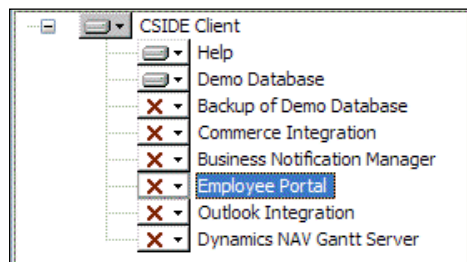 CSIDE Client
Help
Demo Database
Backup of Demo Database
Commerce Integration
Business Notification Manager
Employee Portal
Outlook Integration
Dynamics NAV Gantt Server